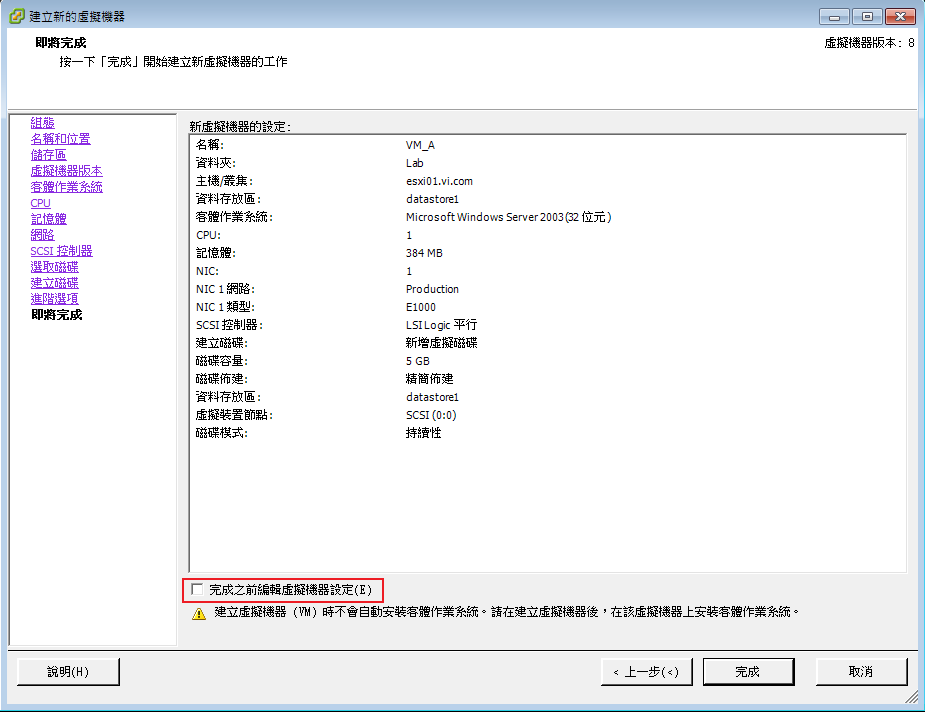 建立新的虛擬機器
即將完成
虛擬機器版本: 8
按一下「完成」開始建立新虛擬機器的工作
組態
名稱和位置
儲存區
虛擬機器版本
客體作業系統
CPU
記憶體
網路
SCSI 控制器
選取磁碟
建立磁碟
進階選項
即將完成
新虛擬機器的設定:
名稱: VM_A
資料夾: Lab
主機/叢集: esxi01.vi.com
資料存放區: datastore1
客體作業系統: Microsoft Windows Server 2003 (32 位元)
CPU: 1
記憶體: 384 MB
NIC: 1
NIC 1 網路: Production
NIC 1 類型: E1000
SCSI 控制器: LSI Logic 平行
建立磁碟: 新增虛擬磁碟
磁碟容量: 5 GB
磁碟佈建: 精簡佈建
資料存放區: datastore1
虛擬裝置節點: SCSI (0:0)
磁碟模式: 持續性
完成之前編輯虛擬機器設定(E)
建立虛擬機器 (VM) 時不會自動安裝客體作業系統。請在建立虛擬機器後，在該虛擬機器上安裝客體作業系統。
說明(H)
< 上一步(<)
完成
取消